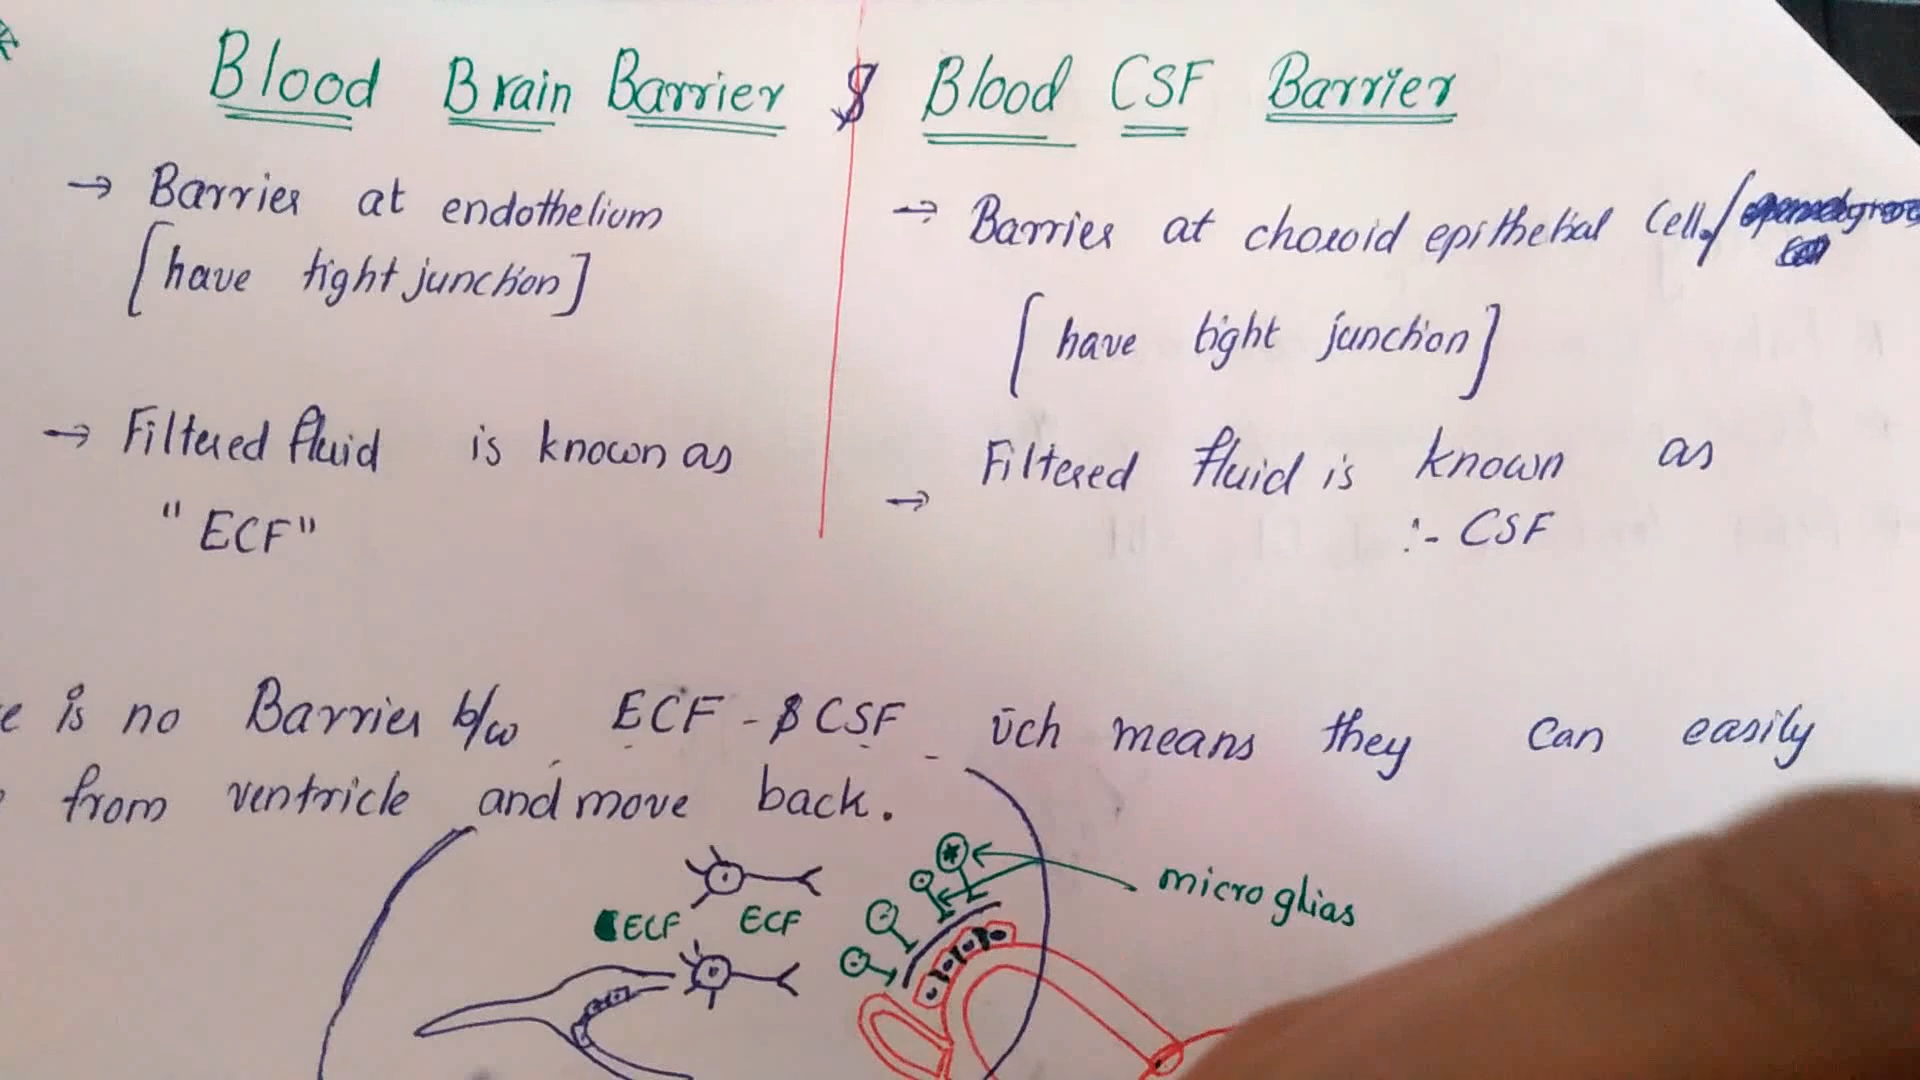 Blood Brain Barrier & Blood CSF Barrier
→ Barrier at endothelium
[have tight junction]
→ Filtered fluid is known as
"ECF"
→ Barrier at choroid epithelial Cell/
[have tight junction]
→ Filtered fluid is known as
:- CSF
is no Barrier b/w ECF - & CSF means they can easily
from ventricle and move back.
ECF ECF
micro glias